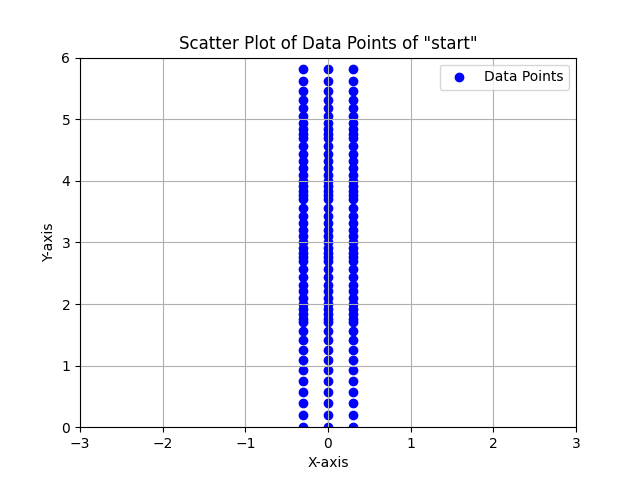 Scatter Plot of Data Points of "start"
Data Points
Y-axis
6
5
4
3
2
1
0
−3 −2 −1 0 1 2 3
X-axis